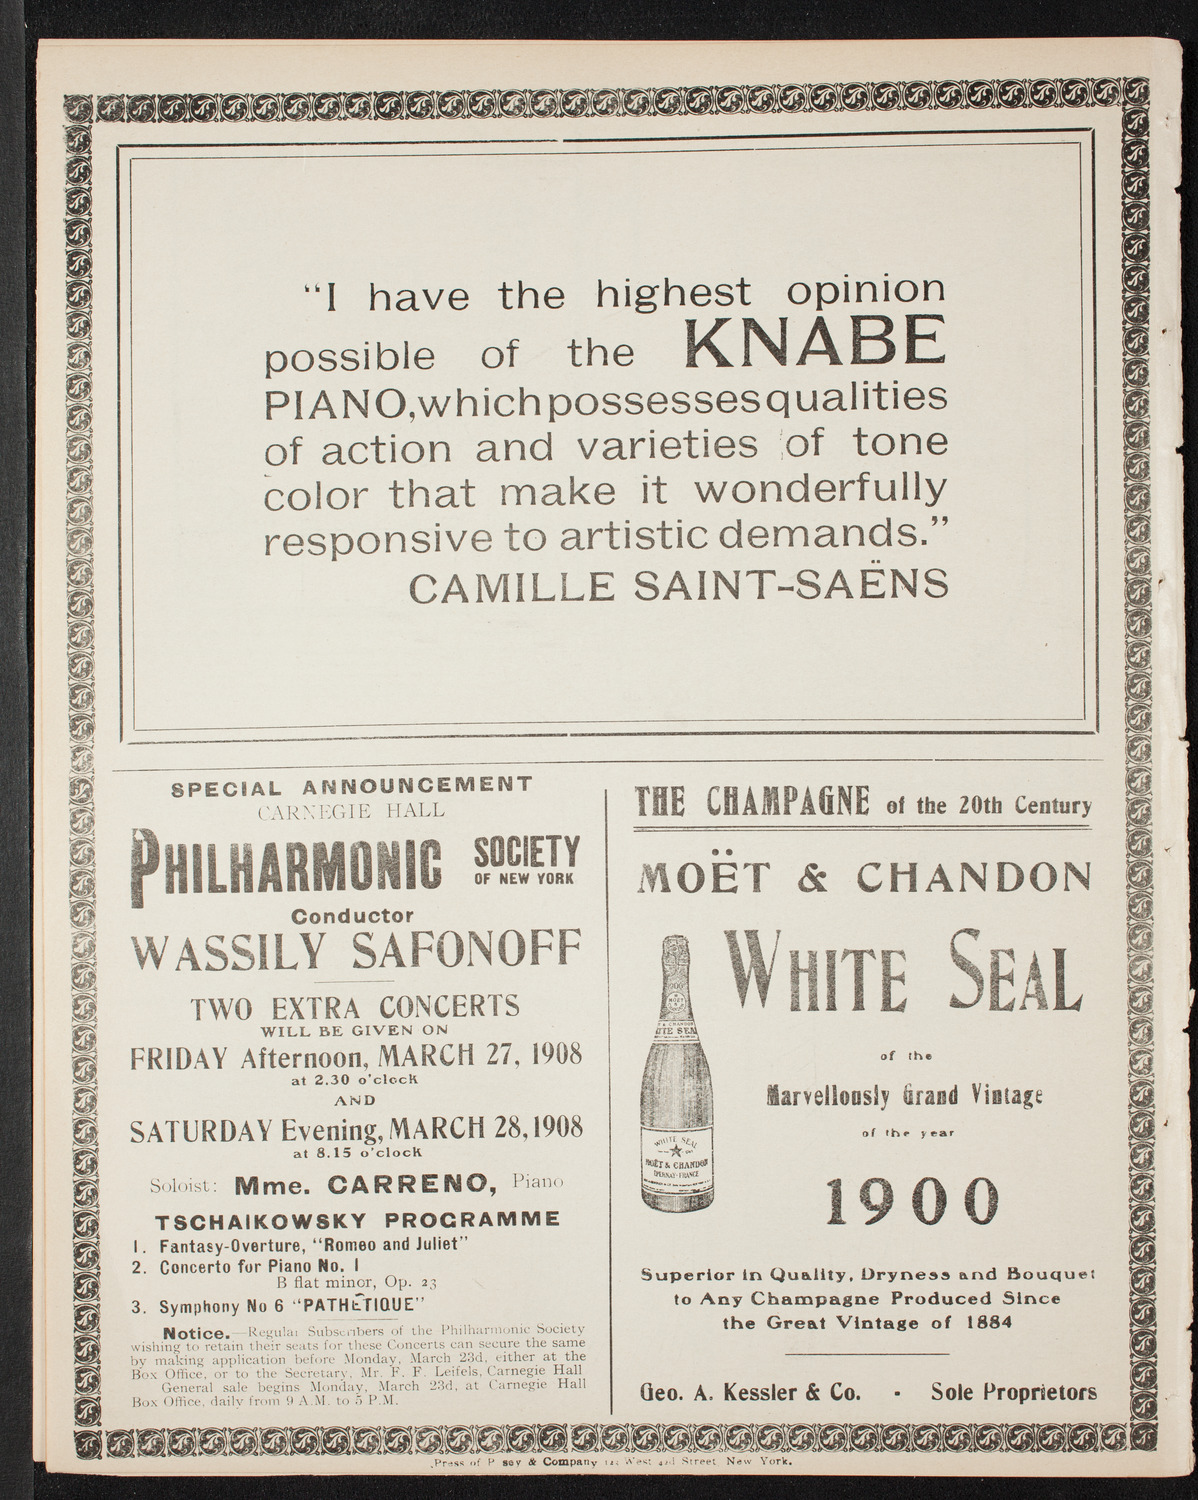 "I have the highest opinion
possible of the KNABE
PIANO, which possesses qualities
of action and varieties of tone
color that make it wonderfully
responsive to artistic demands."
CAMILLE SAINT-SAËNS
SPECIAL ANNOUNCEMENT
CARNEGIE HALL
PHILHARMONIC SOCIETY
OF NEW YORK
Conductor
WASSILY SAFONOFF
TWO EXTRA CONCERTS
WILL BE GIVEN ON
FRIDAY Afternoon, MARCH 27, 1908
at 2.30 o'clock
AND
SATURDAY Evening, MARCH 28, 1908
at 8.15 o'clock
Soloist: Mme. CARRENO, Piano
TSCHAIKOWSKY PROGRAMME
1. Fantasy-Overture, "Romeo and Juliet"
2. Concerto for Piano No. 1
B flat minor, Op. 23
3. Symphony No 6 "PATHÉTIQUE"
Notice.—Regular Subscribers of the Philharmonic Society
wishing to retain their seats for these Concerts can secure the same
by making application before Monday, March 23d, either at the
Box Office, or to the Secretary, Mr. F. F. Leifels, Carnegie Hall
General sale begins Monday, March 23d, at Carnegie Hall
Box Office, daily from 9 A.M. to 5 P.M.
THE CHAMPAGNE of the 20th Century
MOËT & CHANDON
WHITE SEAL
WHITE SEAL
MOËT & CHANDON
EPERNAY-FRANCE
of the
Marvellously Grand Vintage
of the year
1900
Superior in Quality, Dryness and Bouquet
to Any Champagne Produced Since
the Great Vintage of 1884
Geo. A. Kessler & Co. - Sole Proprietors
Press of & Company West Street New York.